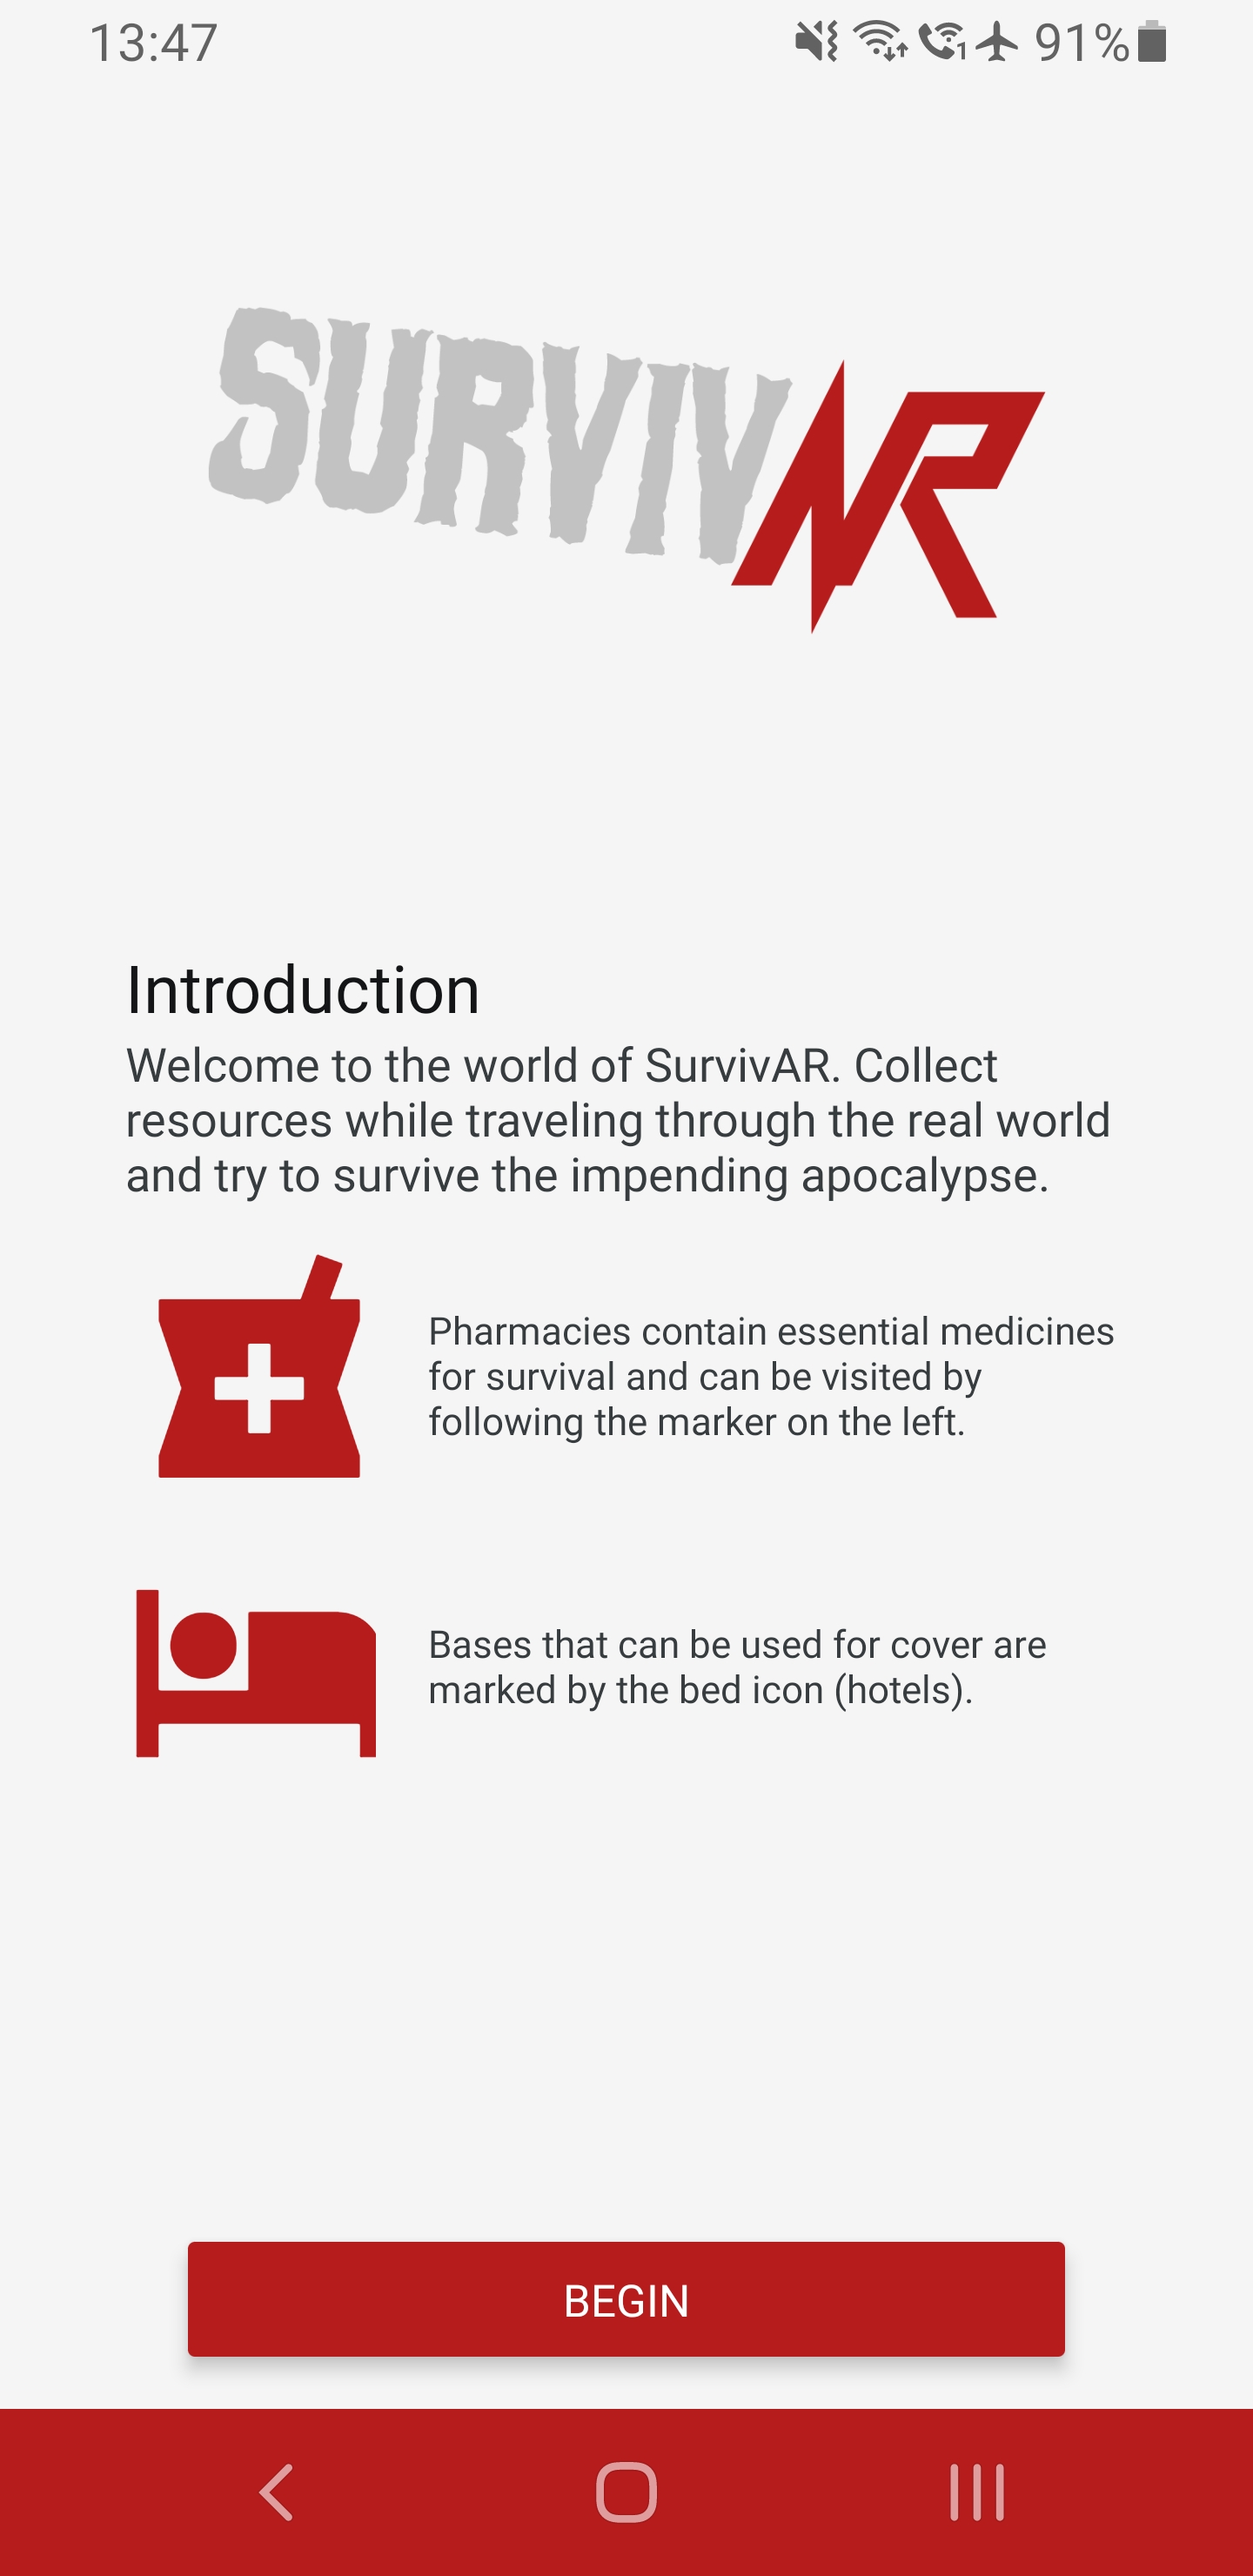 13:47
1
91%
SURVIVAR
Introduction
Welcome to the world of SurvivAR. Collect
resources while traveling through the real world
and try to survive the impending apocalypse.
Pharmacies contain essential medicines
for survival and can be visited by
following the marker on the left.
Bases that can be used for cover are
marked by the bed icon (hotels).
BEGIN